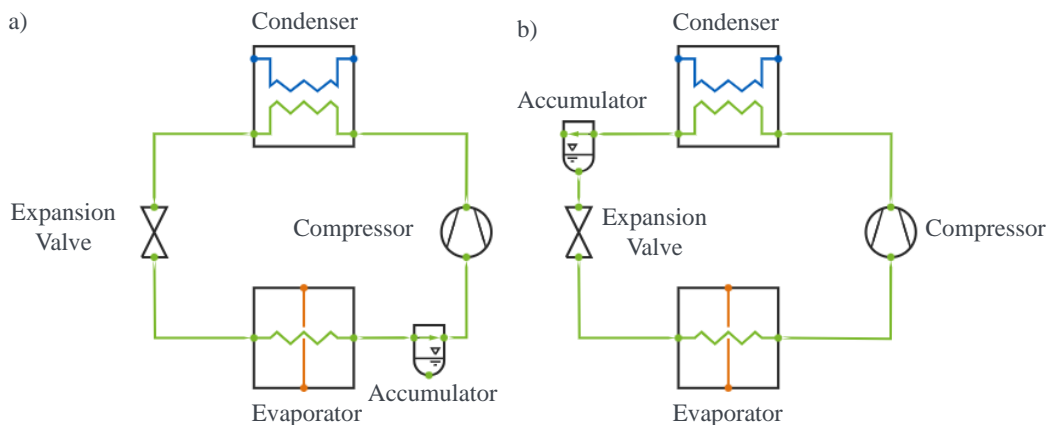 a)
Condenser
Expansion
Valve
Compressor
Accumulator
Evaporator
b)
Condenser
Accumulator
Expansion
Valve
Compressor
Evaporator